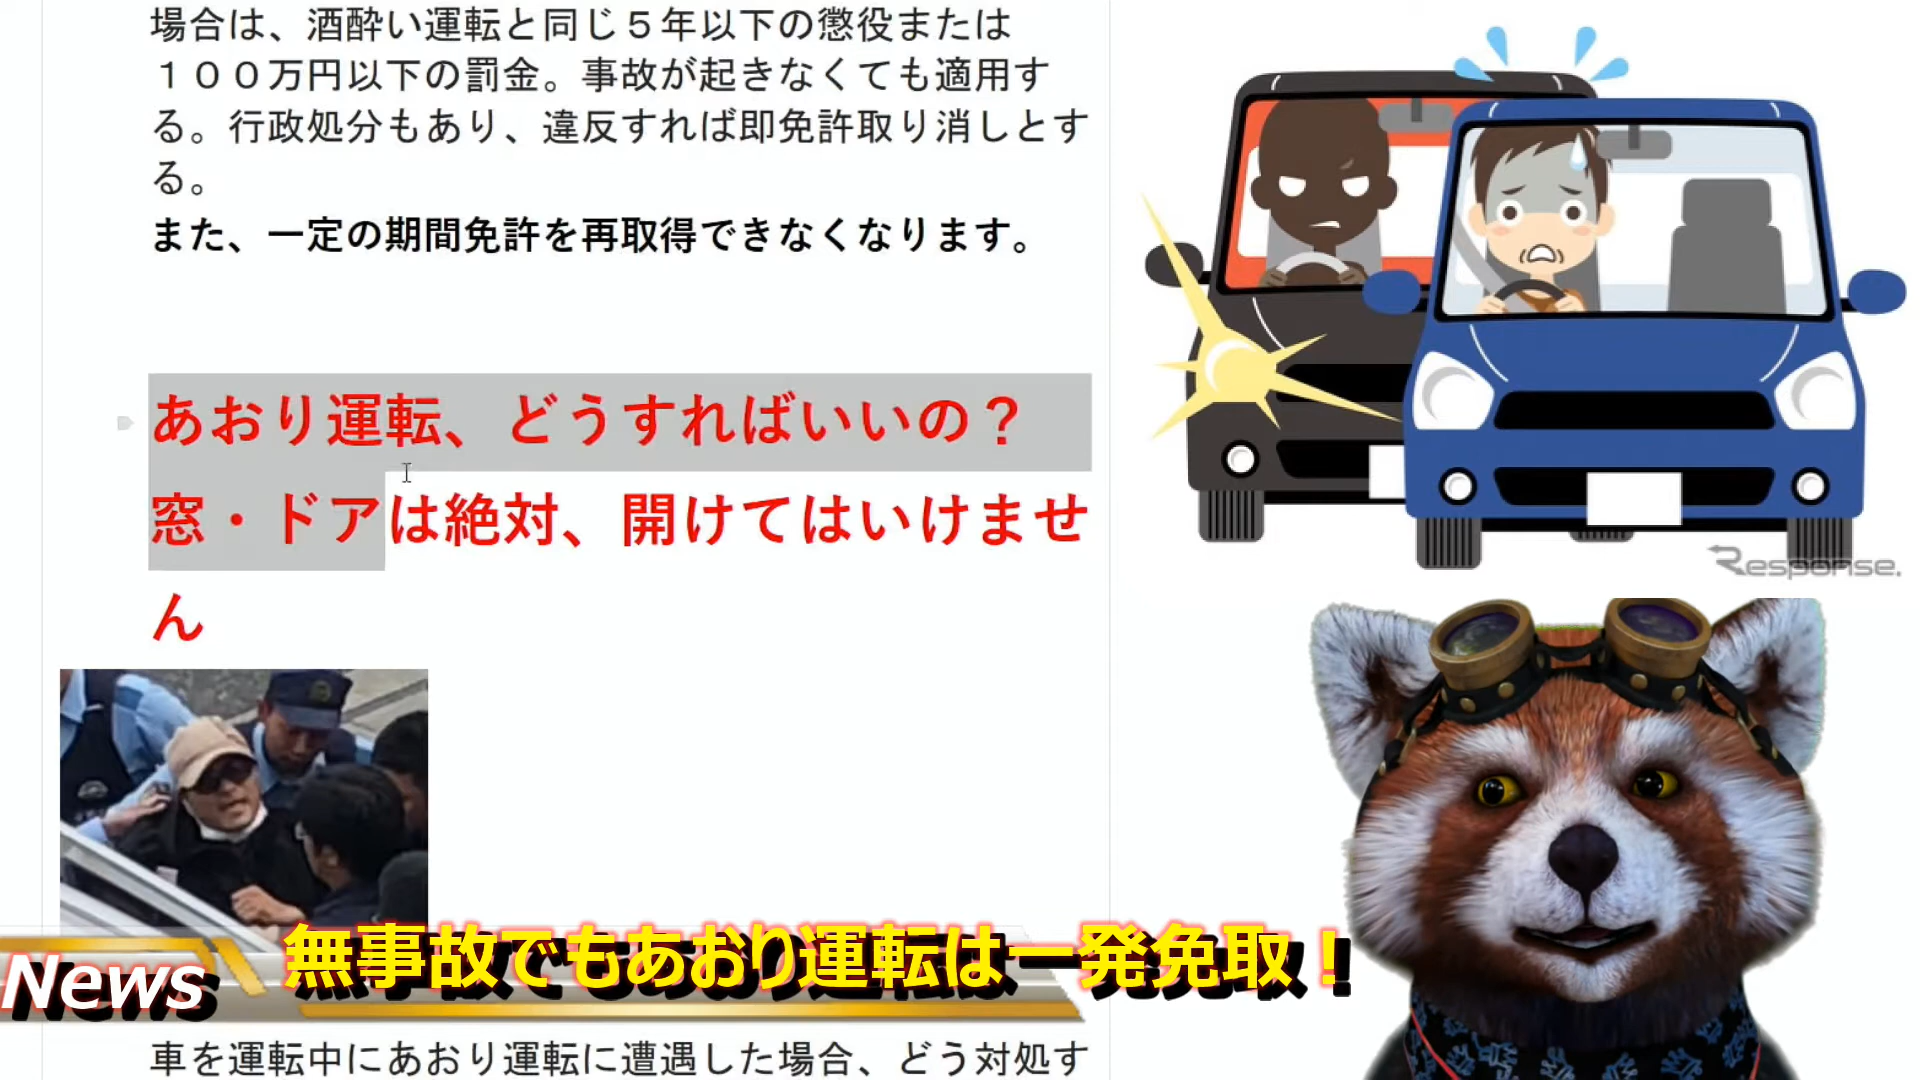 場合は、酒酔い運転と同じ５年以下の懲役または
１００万円以下の罰金。事故が起きなくても適用す
る。行政処分もあり、違反すれば即免許取り消しとす
る。
また、一定の期間免許を再取得できなくなります。
あおり運転、どうすればいいの？
窓・ドアは絶対、開けてはいけませ
ん
Response.
News
無事故でもあおり運転は一発免取！
車を運転中にあおり運転に遭遇した場合、どう対処す